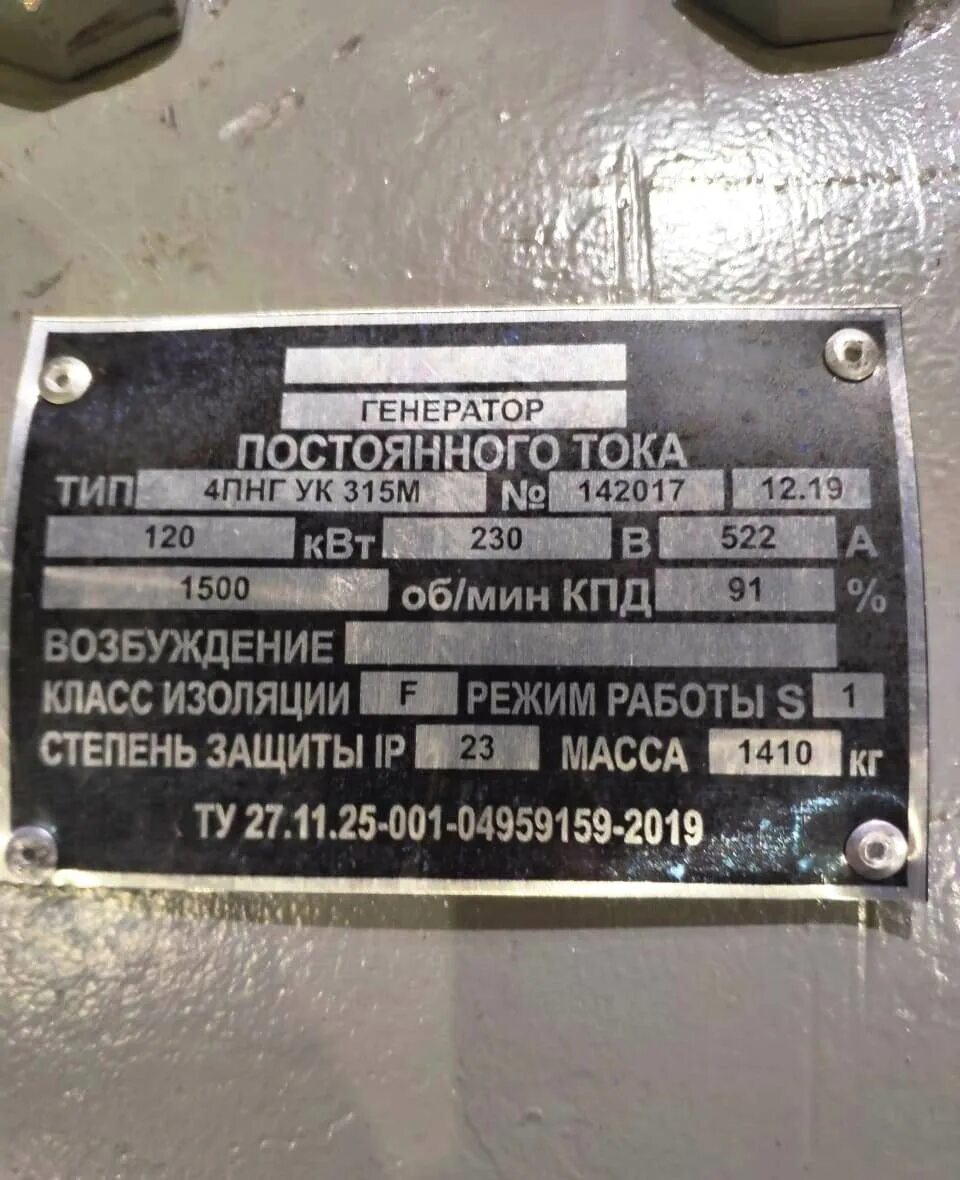 ГЕНЕРАТОР
ПОСТОЯННОГО ТОКА
ТИП 4ПНГ УК 315М № 142017 12.19
120 кВт 230 В 522 А
1500 об/мин КПД 91 %
ВОЗБУЖДЕНИЕ
КЛАСС ИЗОЛЯЦИИ F РЕЖИМ РАБОТЫ S 1
СТЕПЕНЬ ЗАЩИТЫ IP 23 МАССА 1410 кг
ТУ 27.11.25-001-04959159-2019